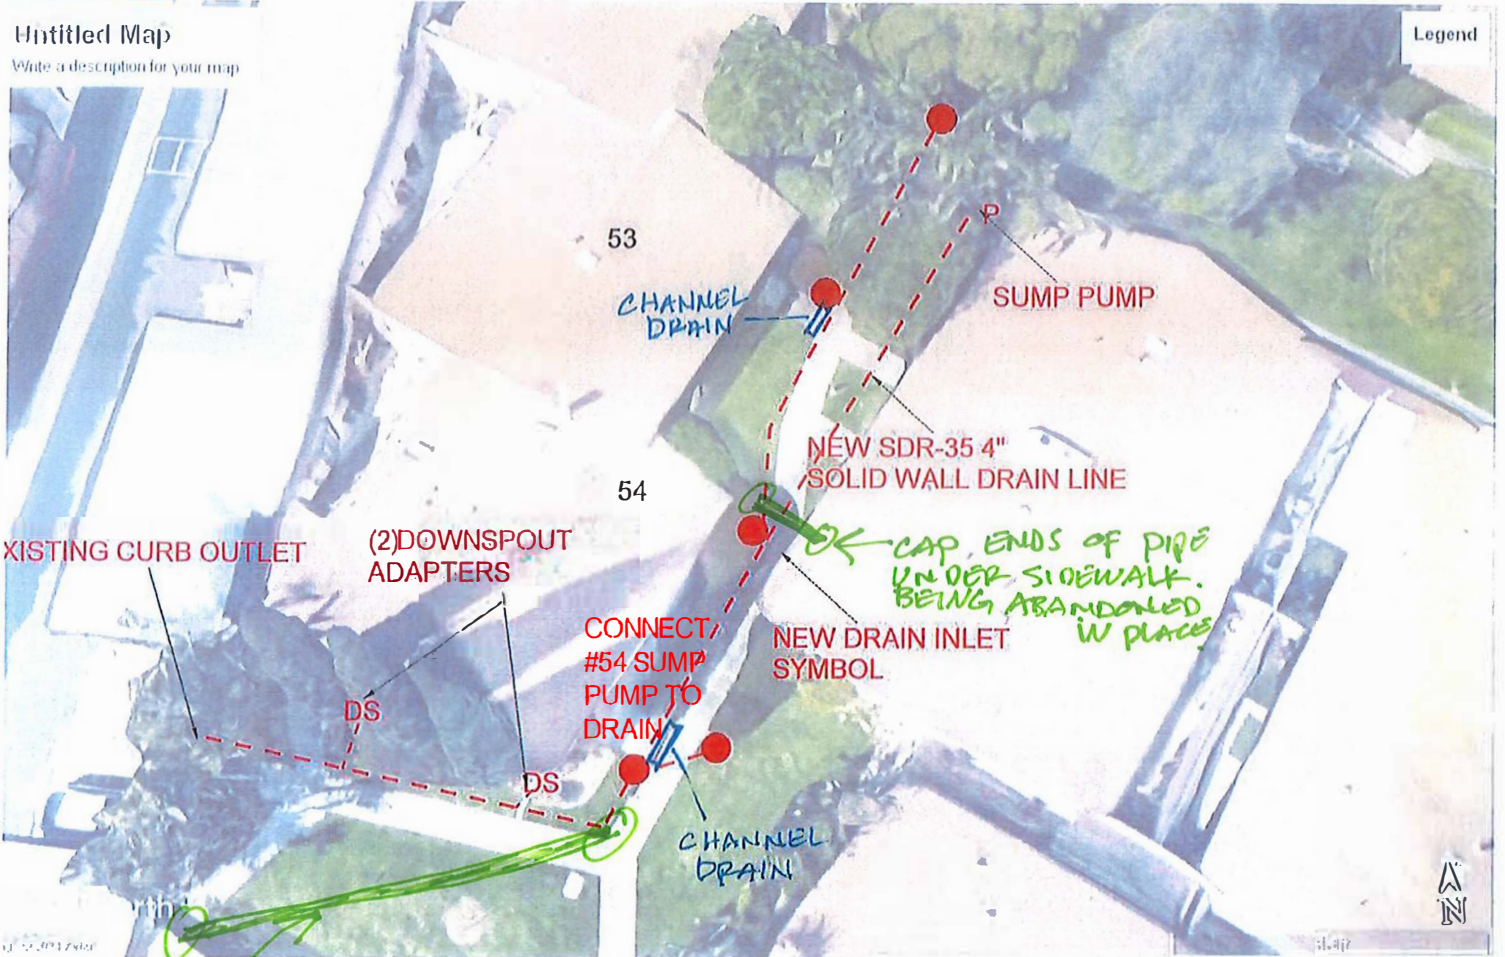 Untitled Map
Write a description for your map
Legend
53
P
SUMP PUMP
CHANNEL
DRAIN
NEW SDR-35 4"
SOLID WALL DRAIN LINE
54
XISTING CURB OUTLET
(2)DOWNSPOUT
ADAPTERS
CAP ENDS OF PIPE
UNDER SIDEWALK.
BEING ABANDONED
IN PLACE
CONNECT
#54 SUMP
PUMP TO
DRAIN
NEW DRAIN INLET
SYMBOL
DS
DS
CHANNEL
DRAIN
N